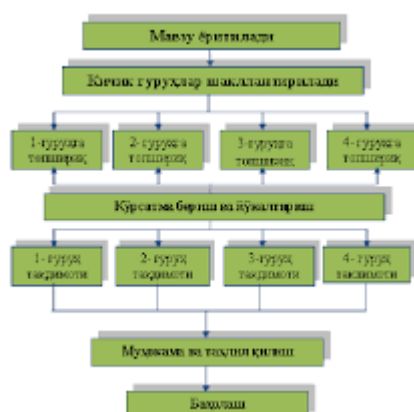 Мавзу ёритилади
Кичик гуруҳлар шакллантирилади
1-гуруҳга
топшириқ
2-гуруҳга
топшириқ
3-гуруҳга
топшириқ
4-гуруҳга
топшириқ
Кўрсатма бериш ва йўналтириш
1-гуруҳ
тақдимоти
2-гуруҳ
тақдимоти
3-гуруҳ
тақдимоти
4-гуруҳ
тақдимоти
Муҳокама ва таҳлил қилиш
Баҳолаш